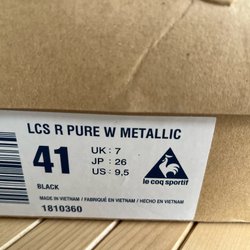 LCS R PURE W METALLIC
41
UK: 7
JP : 26
US: 9,5
BLACK
le coq sportif
MADE IN VIETNAM / FABRIQUÉ EN VIETNAM / HECHO EN VIETNAM
1810360